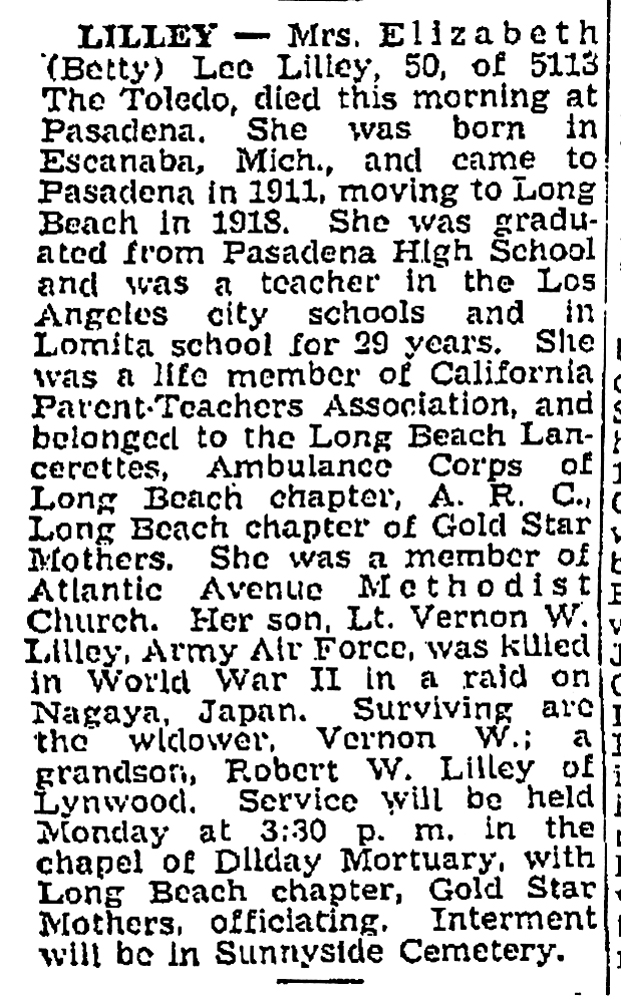 LILLEY — Mrs. Elizabeth
(Betty) Lee Lilley, 50, of 5113
The Toledo, died this morning at
Pasadena. She was born in
Escanaba, Mich., and came to
Pasadena in 1911, moving to Long
Beach in 1918. She was gradu-
ated from Pasadena High School
and was a teacher in the Los
Angeles city schools and in
Lomita school for 29 years. She
was a life member of California
Parent-Teachers Association, and
belonged to the Long Beach Lan-
cerettes, Ambulance Corps of
Long Beach chapter, A. R. C.,
Long Beach chapter of Gold Star
Mothers. She was a member of
Atlantic Avenue Methodist
Church. Her son, Lt. Vernon W.
Lilley, Army Air Force, was killed
in World War II in a raid on
Nagaya, Japan. Surviving are
the widower, Vernon W.; a
grandson, Robert W. Lilley of
Lynwood. Service will be held
Monday at 3:30 p. m. in the
chapel of Dilday Mortuary, with
Long Beach chapter, Gold Star
Mothers, officiating. Interment
will be in Sunnyside Cemetery.